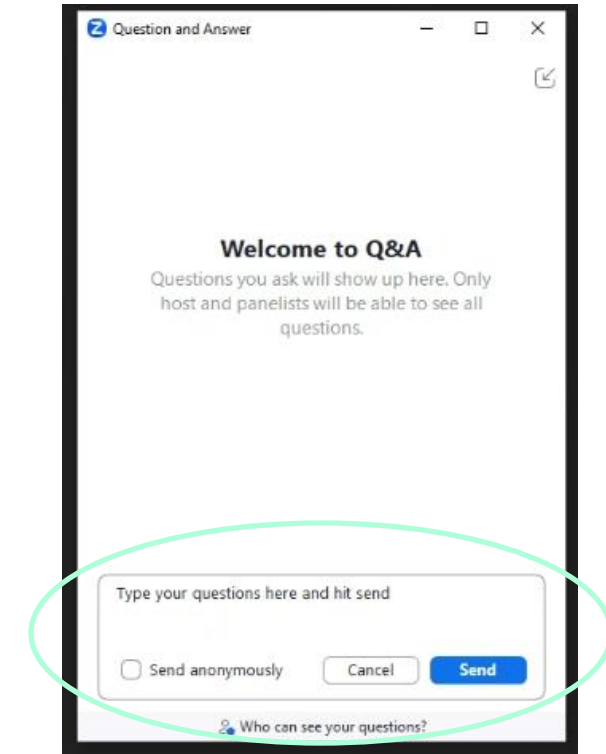 Question and Answer
Welcome to Q&A
Questions you ask will show up here. Only
host and panelists will be able to see all
questions.
Type your questions here and hit send
Send anonymously
Cancel
Send
Who can see your questions?